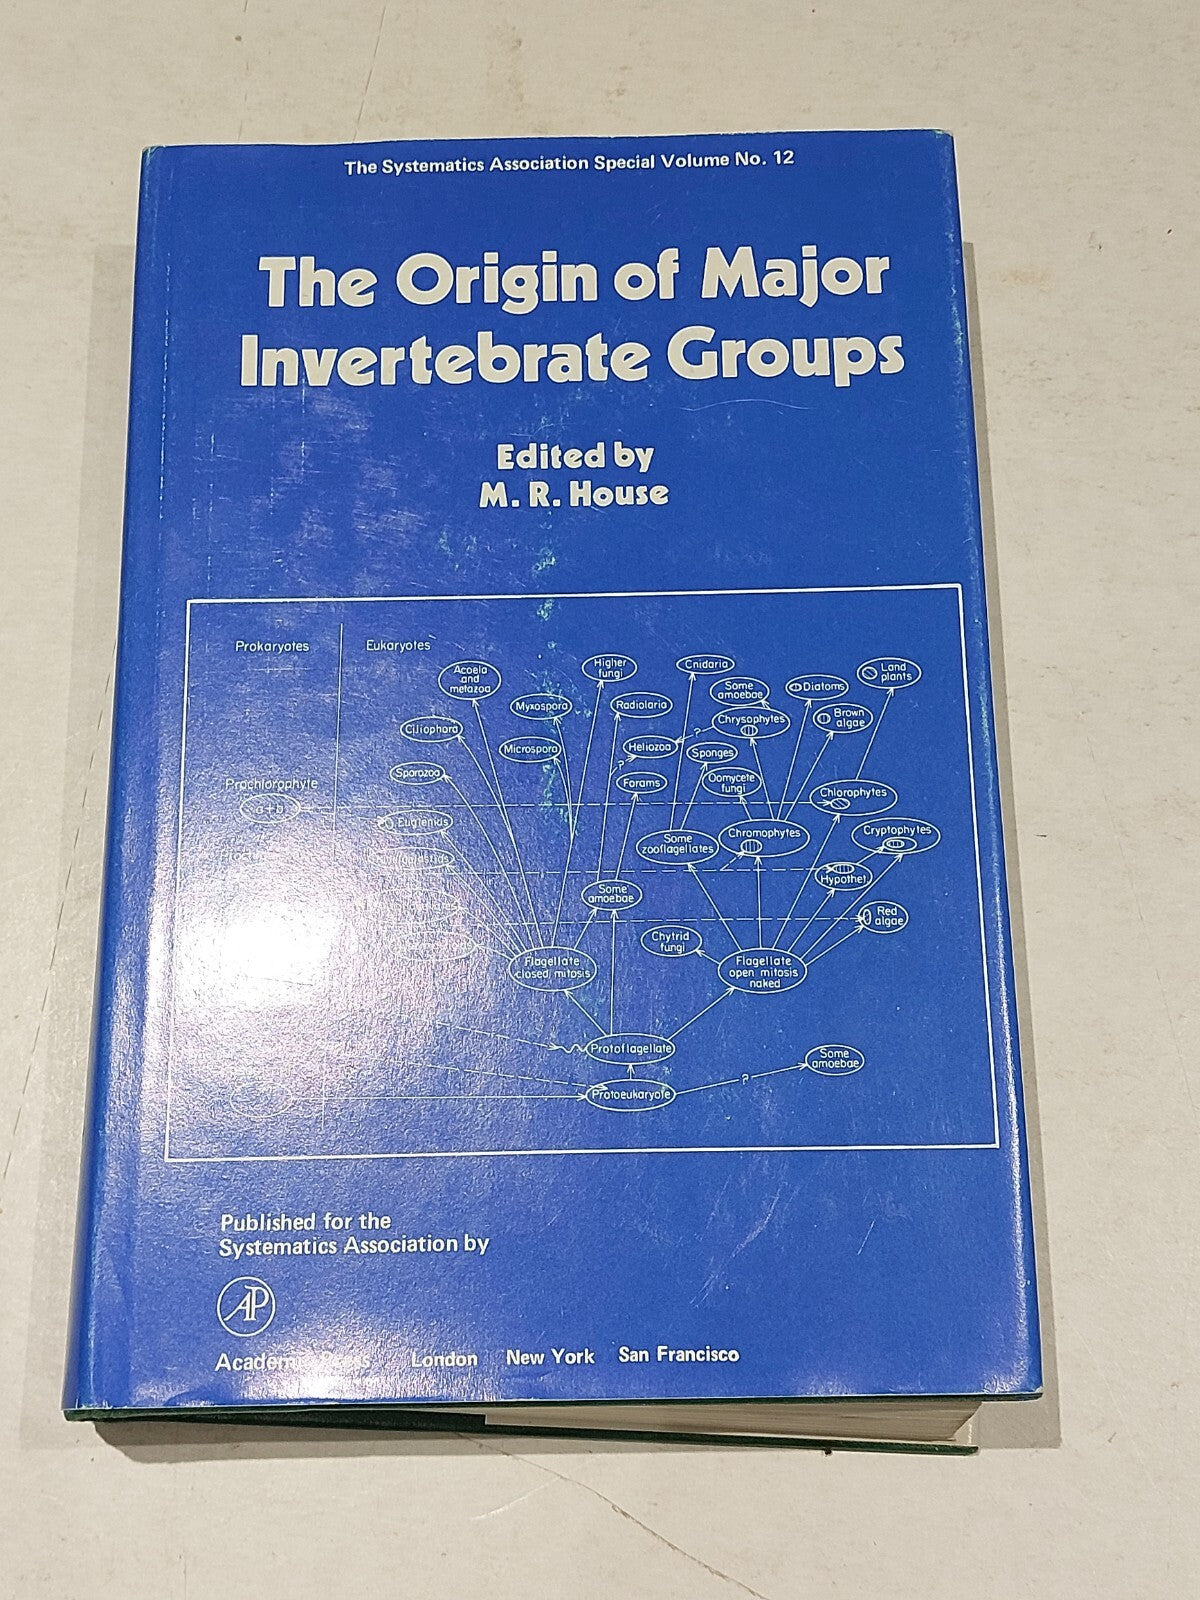 The Systematics Association Special Volume No. 12
The Origin of Major
Invertebrate Groups
Edited by
M. R. House
Prokaryotes
Eukaryotes
Acoela
and
metazoa
Higher
fungi
Cnidaria
Land
plants
Some
amoebae
Diatoms
Myxospora
Radiolaria
Chrysophytes
Brown
algae
Ciliophora
?
Microspora
Heliozoa
Sponges
?
Sporozoa
Forams
Oomycete
fungi
Prochlorophyte
a+b
Chlorophytes
Euglenids
Some
zooflagellates
Chromophytes
Cryptophytes
Hypothet.
Some
amoebae
Red
algae
Chytrid
fungi
Flagellate
closed mitosis
Flagellate
open mitosis
naked
Protoflagellate
Some
amoebae
?
Protoeukaryote
Published for the
Systematics Association by
AP
Academic Press London New York San Francisco